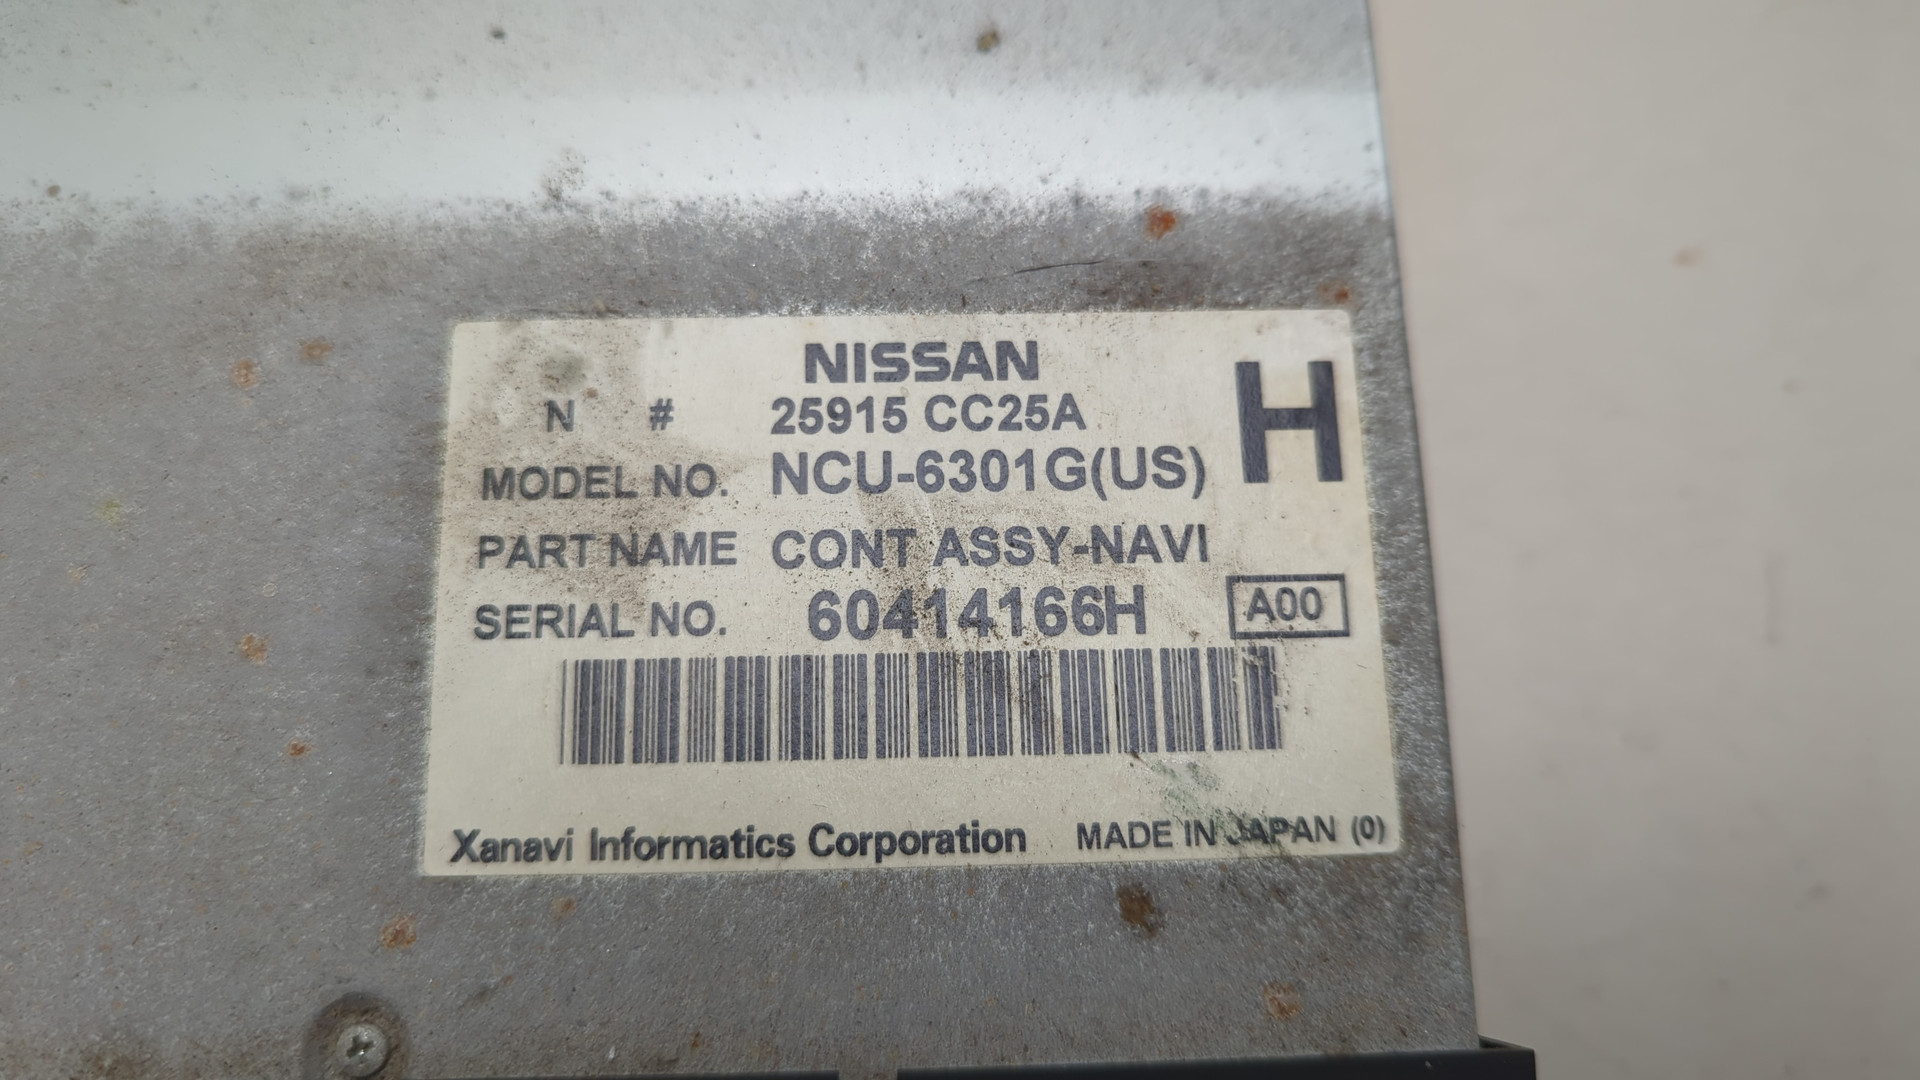 NISSAN
H
N # 25915 CC25A
MODEL NO. NCU-6301G(US)
PART NAME CONT ASSY-NAVI
SERIAL NO. 60414166H A00
Xanavi Informatics Corporation MADE IN JAPAN (0)